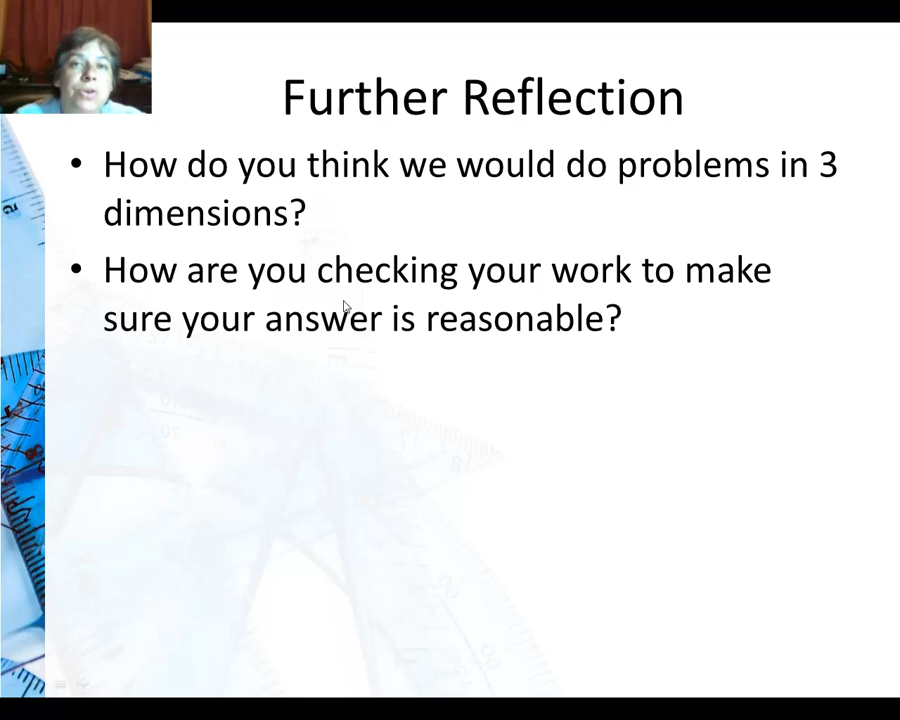 Further Reflection
• How do you think we would do problems in 3
dimensions?
• How are you checking your work to make
sure your answer is reasonable?